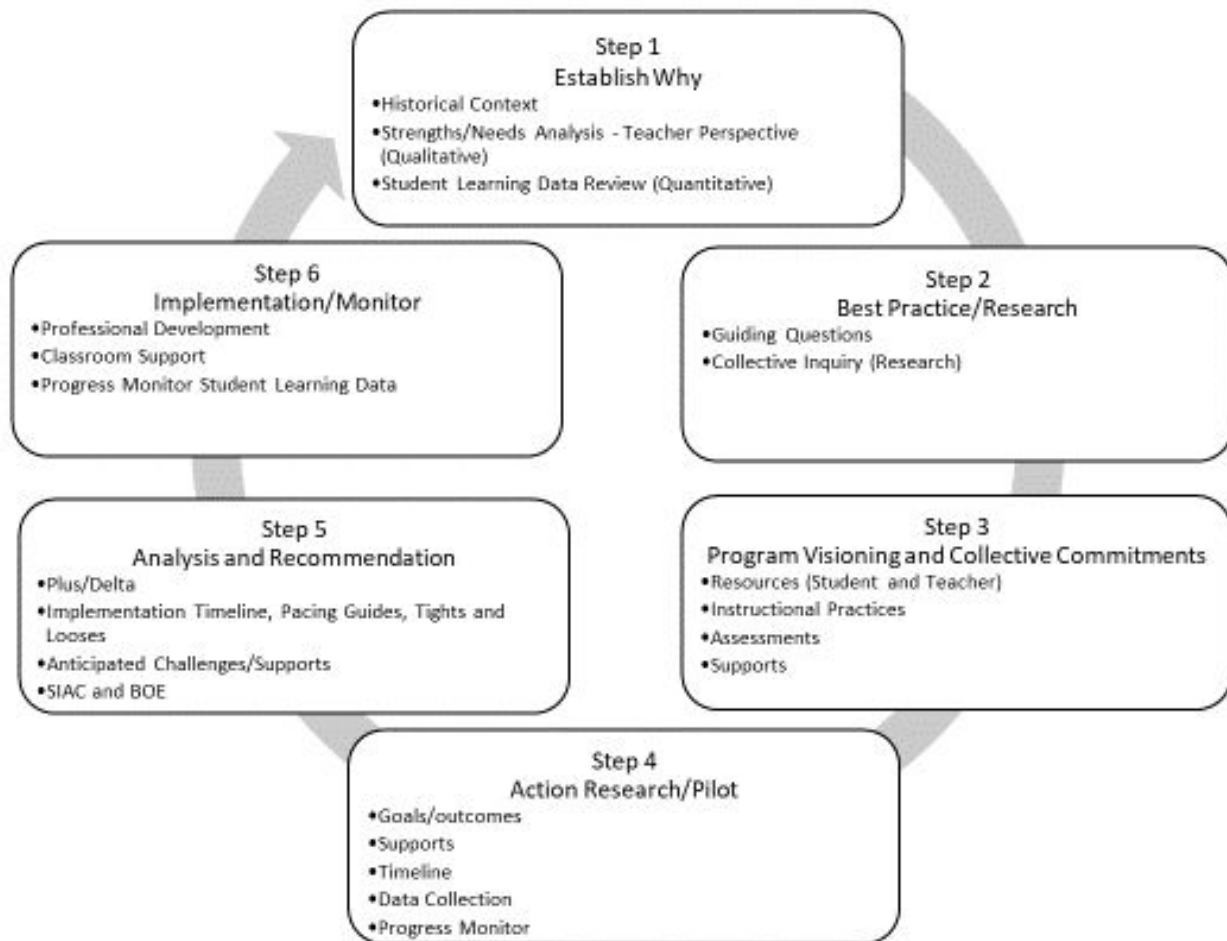 Step 1
Establish Why
•Historical Context
•Strengths/Needs Analysis - Teacher Perspective
(Qualitative)
•Student Learning Data Review (Quantitative)
Step 2
Best Practice/Research
•Guiding Questions
•Collective Inquiry (Research)
Step 3
Program Visioning and Collective Commitments
•Resources (Student and Teacher)
•Instructional Practices
•Assessments
•Supports
Step 4
Action Research/Pilot
•Goals/outcomes
•Supports
•Timeline
•Data Collection
•Progress Monitor
Step 5
Analysis and Recommendation
•Plus/Delta
•Implementation Timeline, Pacing Guides, Tights and
Looses
•Anticipated Challenges/Supports
•SIAC and BOE
Step 6
Implementation/Monitor
•Professional Development
•Classroom Support
•Progress Monitor Student Learning Data